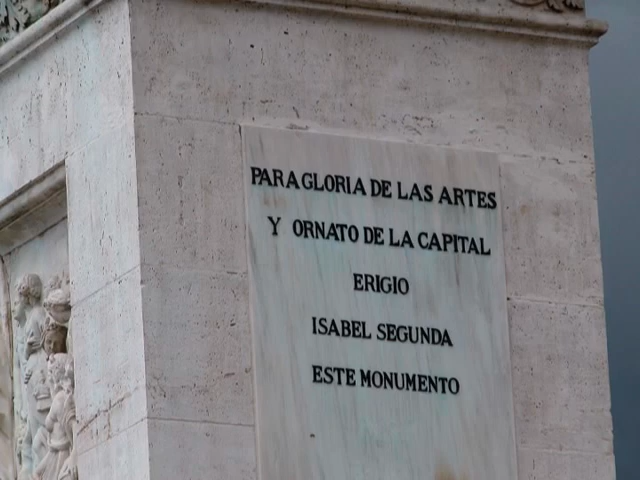 PARA GLORIA DE LAS ARTES
Y ORNATO DE LA CAPITAL
ERIGIO
ISABEL SEGUNDA
ESTE MONUMENTO